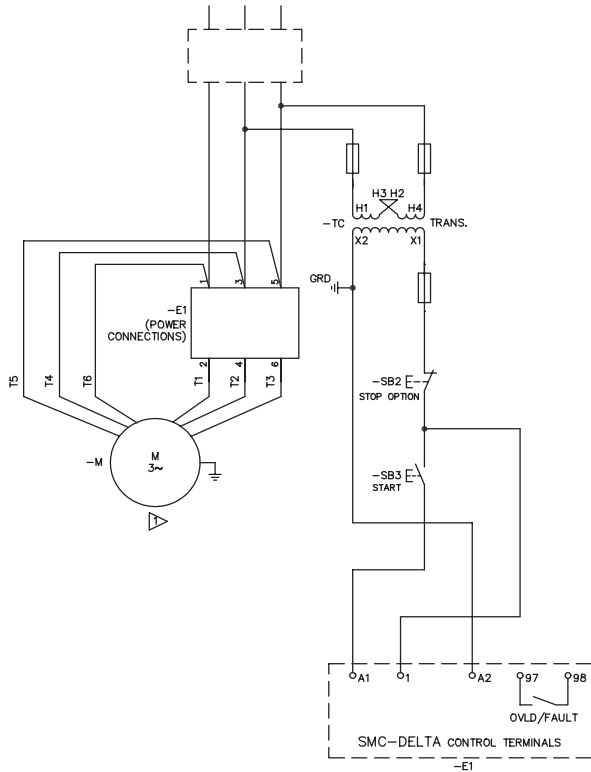 H3 H2
H1 H4
-TC TRANS.
X2 X1
GRD
1 3 5
-E1
(POWER
CONNECTIONS)
2 4 6
T5 T4 T6 T1 T2 T3
-SB2
STOP OPTION
M
3~
-M
-SB3
START
1
A1 1 A2 97 98
OVLD/FAULT
SMC-DELTA CONTROL TERMINALS
-E1